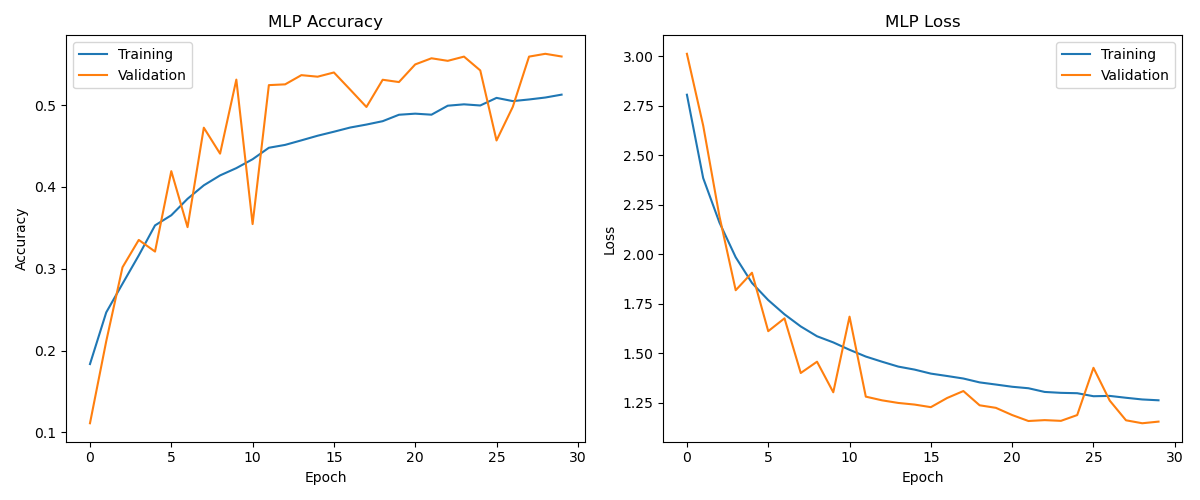 MLP Accuracy
Training
Validation
0.5
0.4
0.3
0.2
0.1
Accuracy
0 5 10 15 20 25 30
Epoch
MLP Loss
Training
Validation
3.00
2.75
2.50
2.25
2.00
1.75
1.50
1.25
Loss
0 5 10 15 20 25 30
Epoch